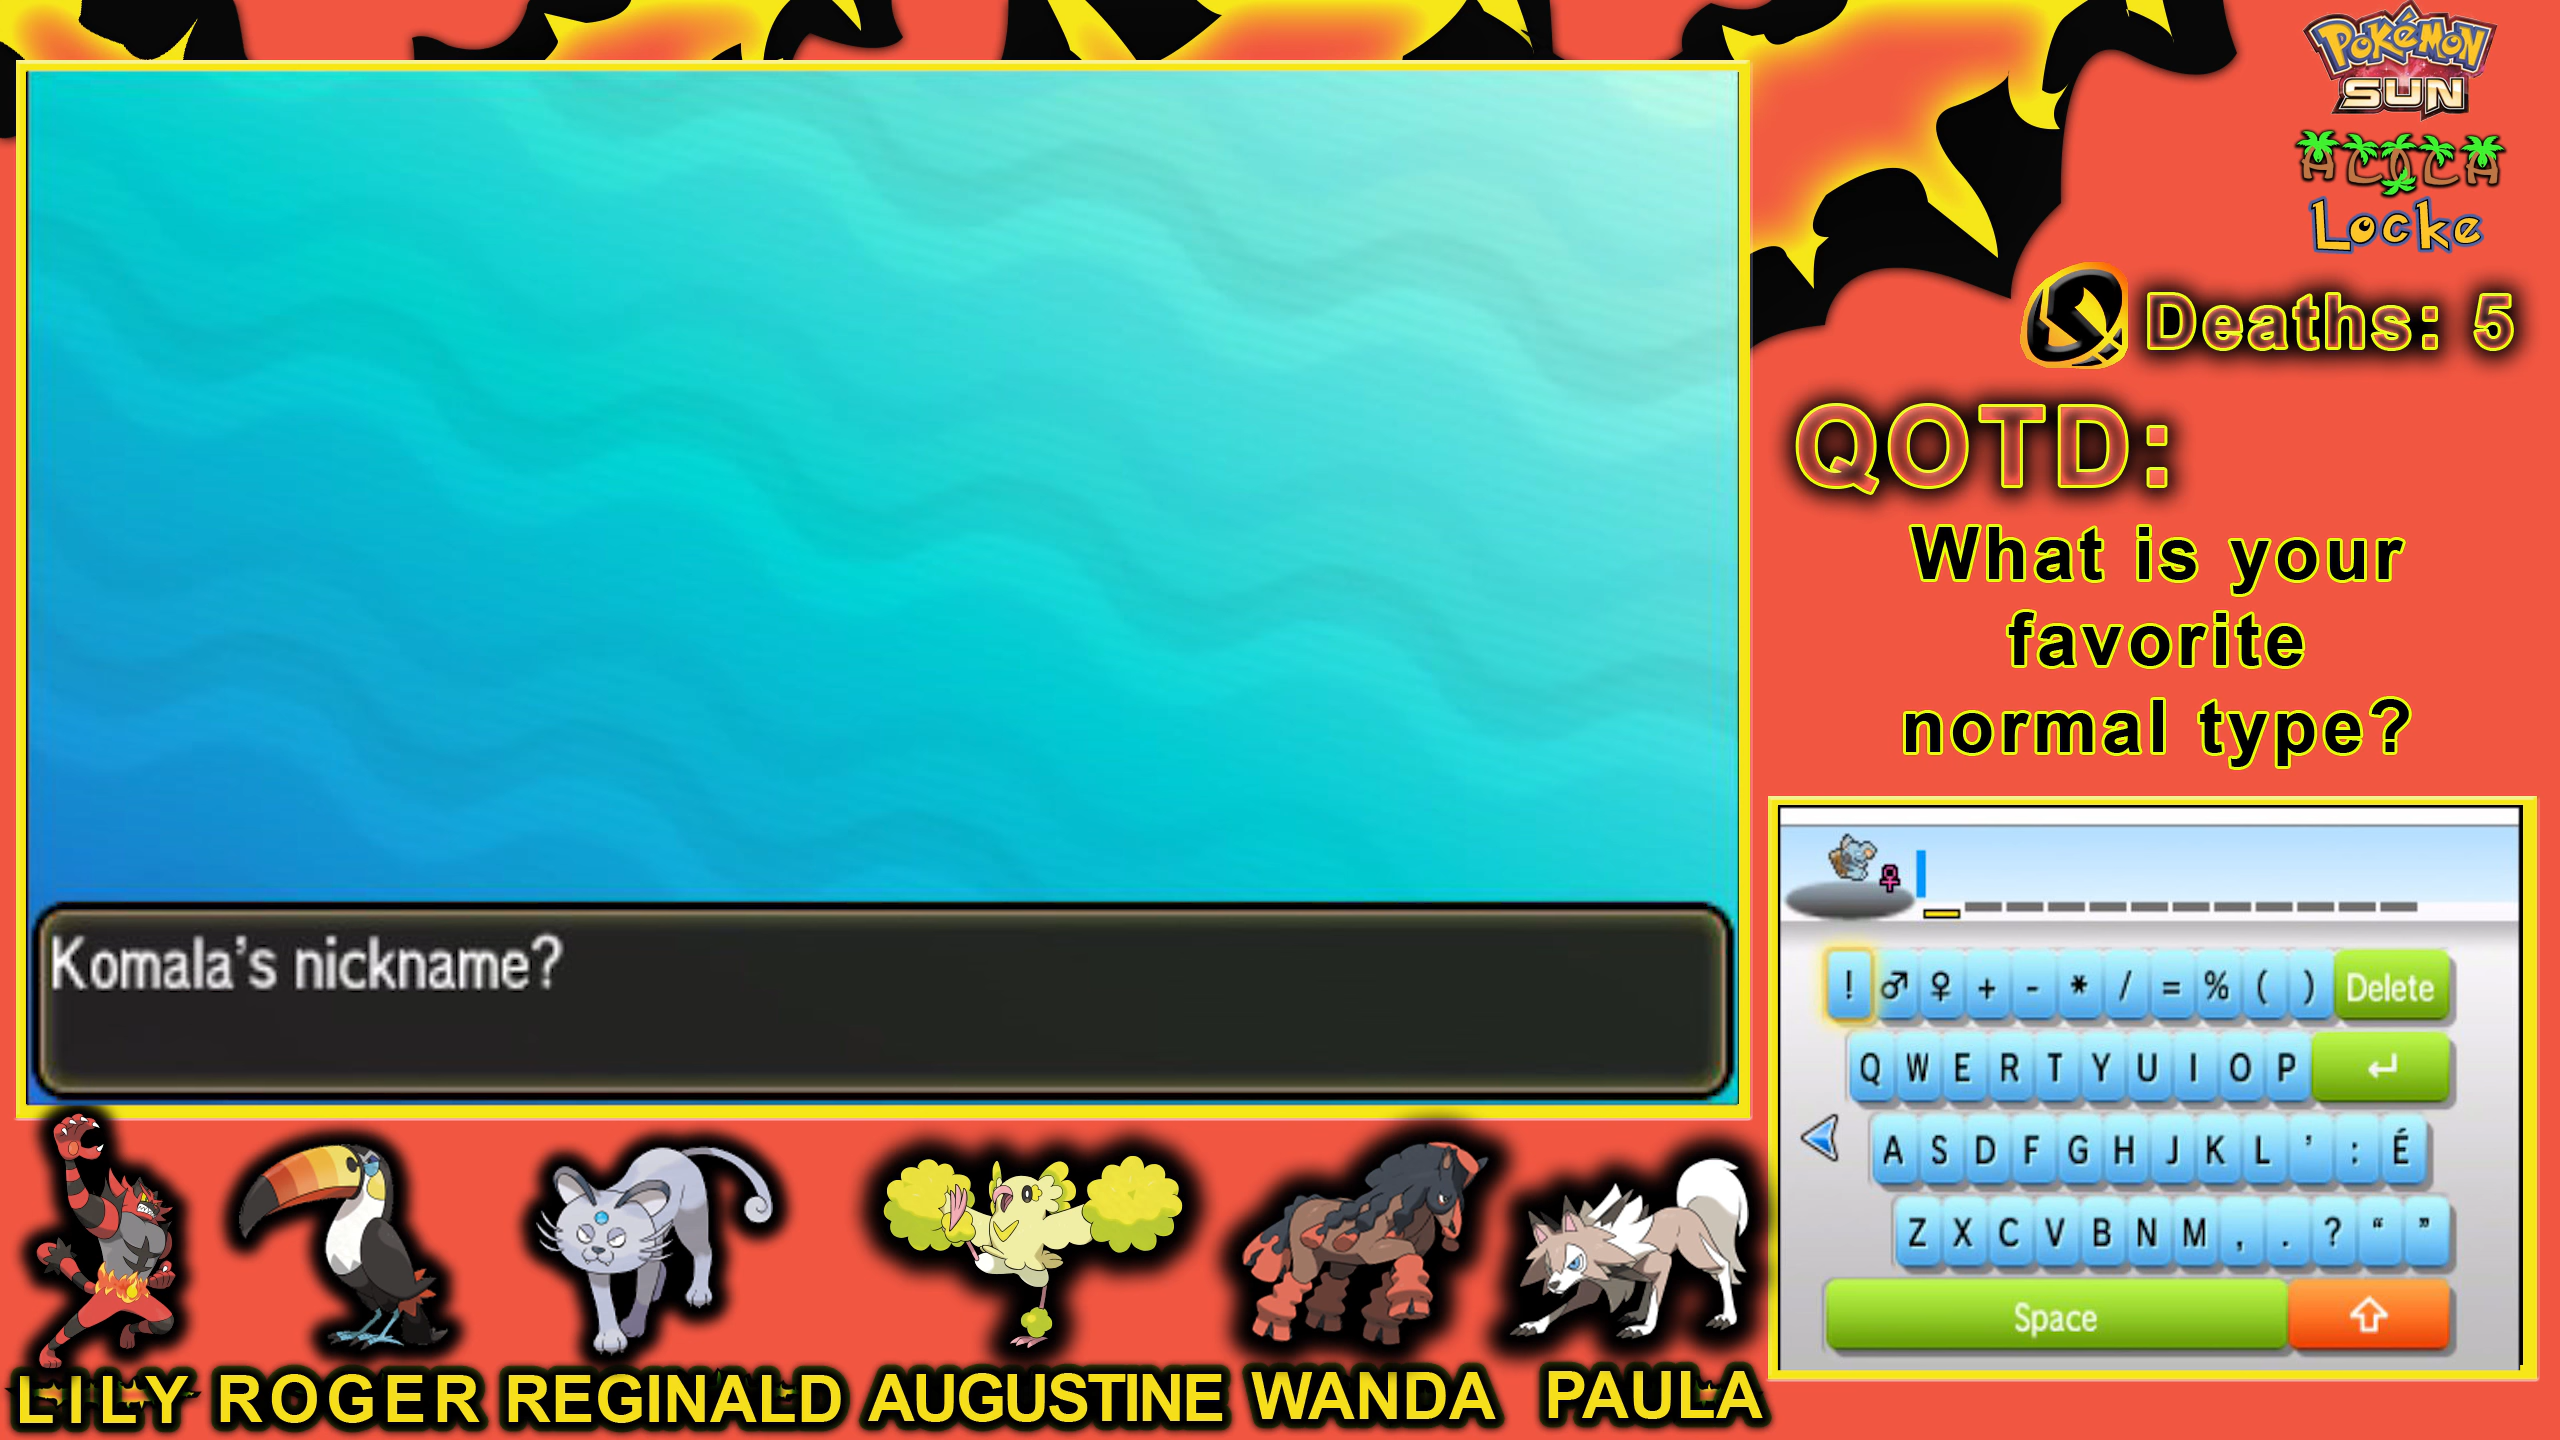 POKéMON
SUN
ALOLA
Locke
Deaths: 5
QOTD:
What is your
favorite
normal type?
Komala's nickname?
! ♂ ♀ + - * / = % ( ) Delete
Q W E R T Y U I O P ↵
A S D F G H J K L ' : É
Z X C V B N M , . ? “ ”
Space
LILY ROGER REGINALD AUGUSTINE WANDA PAULA